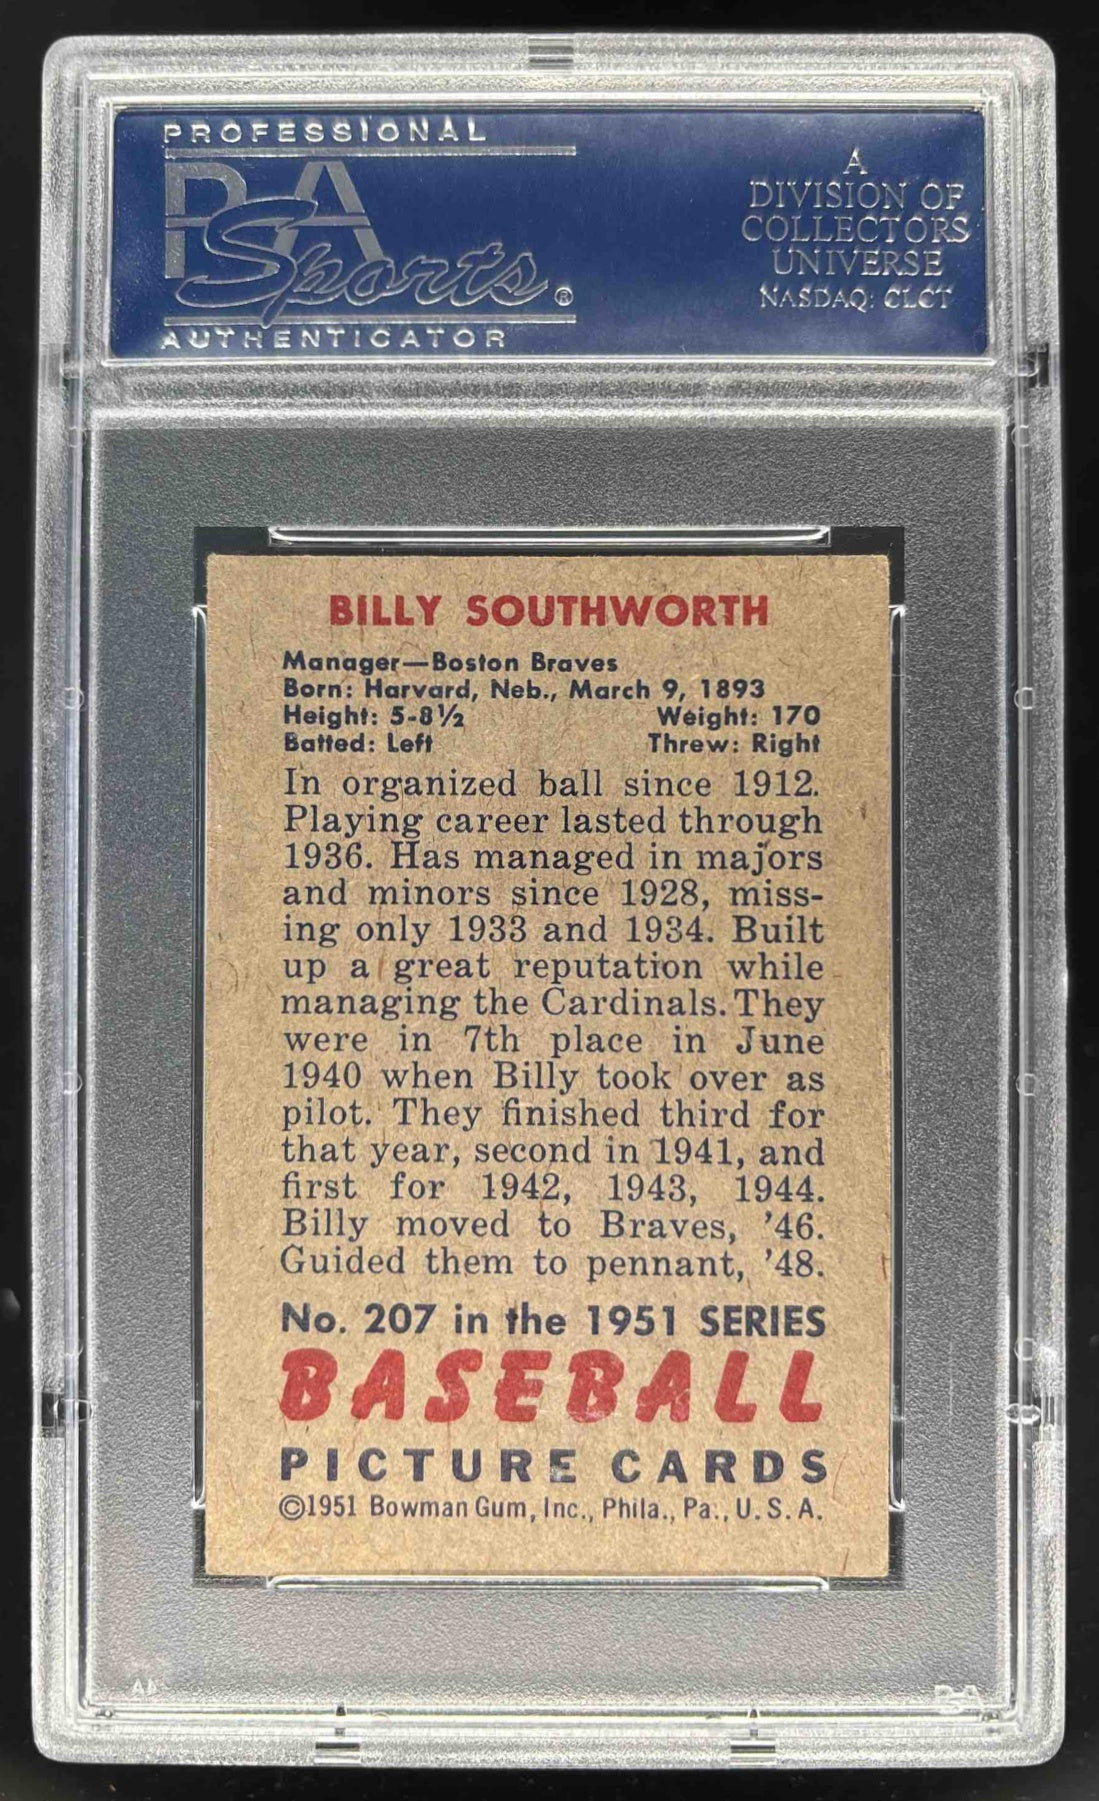 PROFESSIONAL
PSA
Sports®
AUTHENTICATOR
A
DIVISION OF
COLLECTORS
UNIVERSE
NASDAQ: CLCT
BILLY SOUTHWORTH
Manager—Boston Braves
Born: Harvard, Neb., March 9, 1893
Height: 5-8½ Weight: 170
Batted: Left Threw: Right
In organized ball since 1912.
Playing career lasted through
1936. Has managed in majors
and minors since 1928, miss-
ing only 1933 and 1934. Built
up a great reputation while
managing the Cardinals. They
were in 7th place in June
1940 when Billy took over as
pilot. They finished third for
that year, second in 1941, and
first for 1942, 1943, 1944.
Billy moved to Braves, '46.
Guided them to pennant, '48.
No. 207 in the 1951 SERIES
BASEBALL
PICTURE CARDS
©1951 Bowman Gum, Inc., Phila., Pa., U.S.A.
PSA